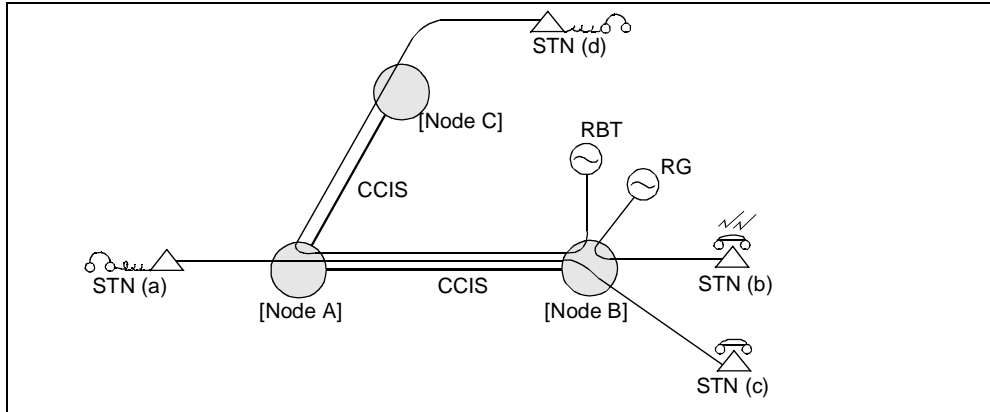 STN (d)
[Node C]
RBT
RG
CCIS
STN (a)
[Node A]
CCIS
[Node B]
STN (b)
STN (c)